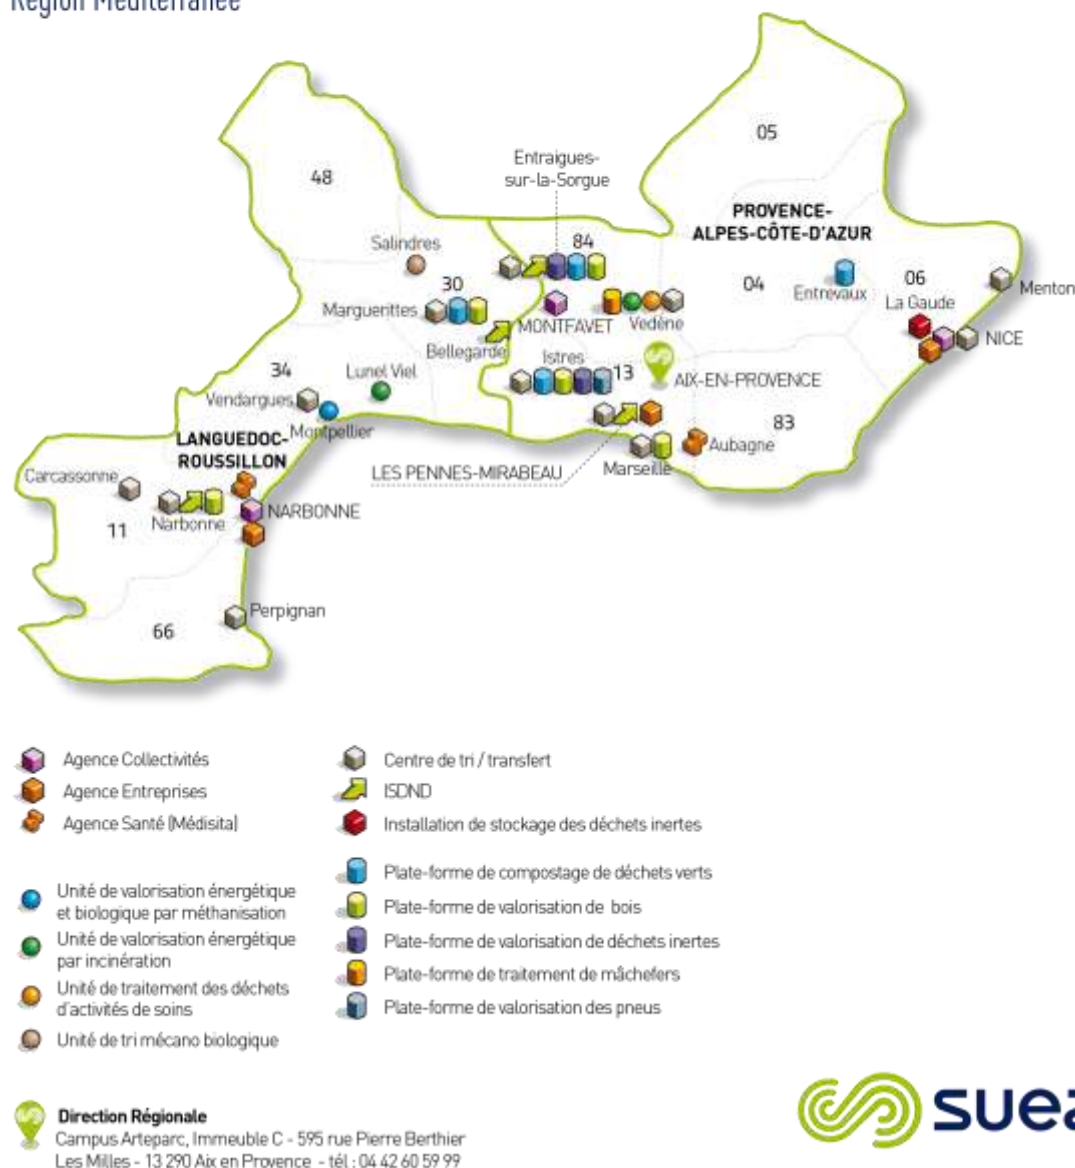 Région Méditerranée
05
48
Entraigues-
sur-la-Sorgue
PROVENCE-
ALPES-CÔTE-D'AZUR
Salindres
84
30
04
06
Entrevaux
La Gaude
Menton
Marguerittes
MONTFAVET
Vedène
Bellegarde
NICE
Istres
13
34
Lunel Viel
AIX-EN-PROVENCE
Vendargues
Montpellier
83
LANGUEDOC-
ROUSSILLON
Aubagne
Carcassonne
LES PENNES-MIRABEAU
Marseille
Narbonne
NARBONNE
11
Perpignan
66
Agence Collectivités
Agence Entreprises
Agence Santé (Médisita)
Unité de valorisation énergétique
et biologique par méthanisation
Unité de valorisation énergétique
par incinération
Unité de traitement des déchets
d'activités de soins
Unité de tri mécano biologique
Centre de tri / transfert
ISDND
Installation de stockage des déchets inertes
Plate-forme de compostage de déchets verts
Plate-forme de valorisation de bois
Plate-forme de valorisation de déchets inertes
Plate-forme de traitement de mâchefers
Plate-forme de valorisation des pneus
Direction Régionale
Campus Arteparc, Immeuble C - 595 rue Pierre Berthier
Les Milles - 13 290 Aix en Provence - tél : 04 42 60 59 99
suea